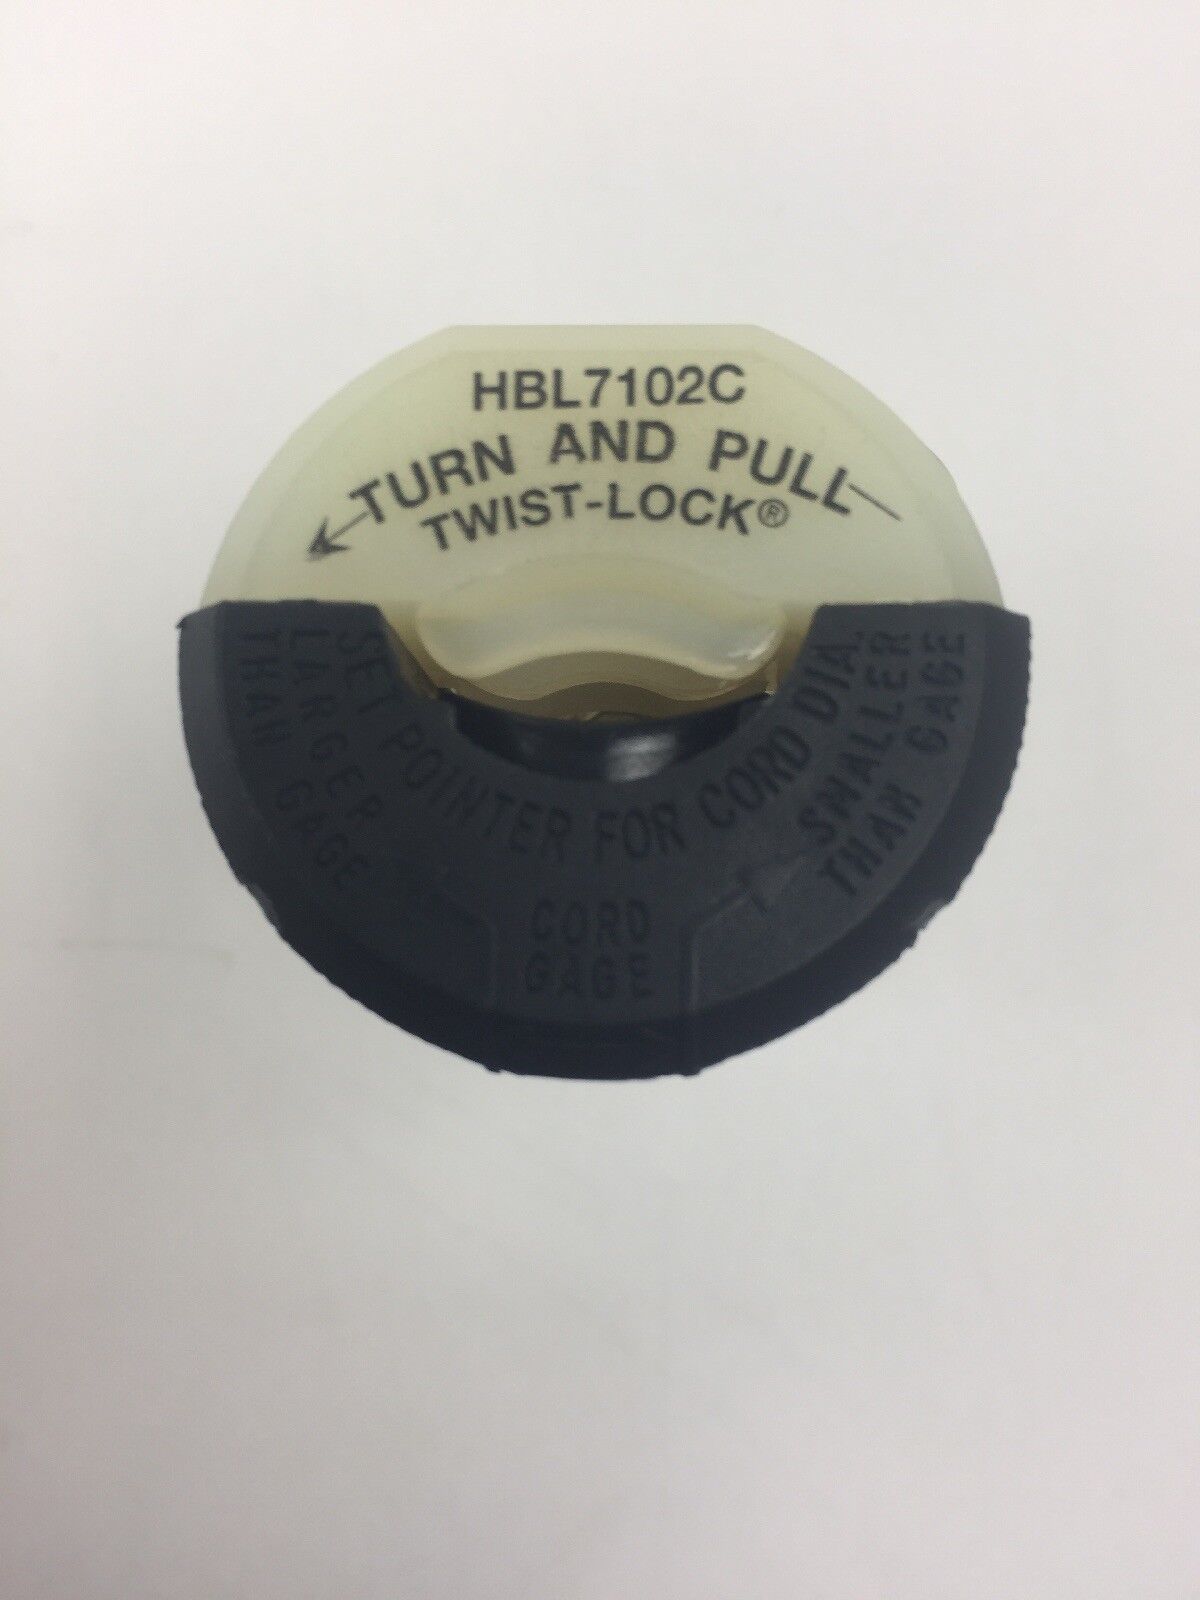 HBL7102C
TURN AND PULL
TWIST-LOCK®
SET POINTER FOR CORD DIA.
LARGER
THAN GAGE
SMALLER
THAN GAGE
CORD
GAGE